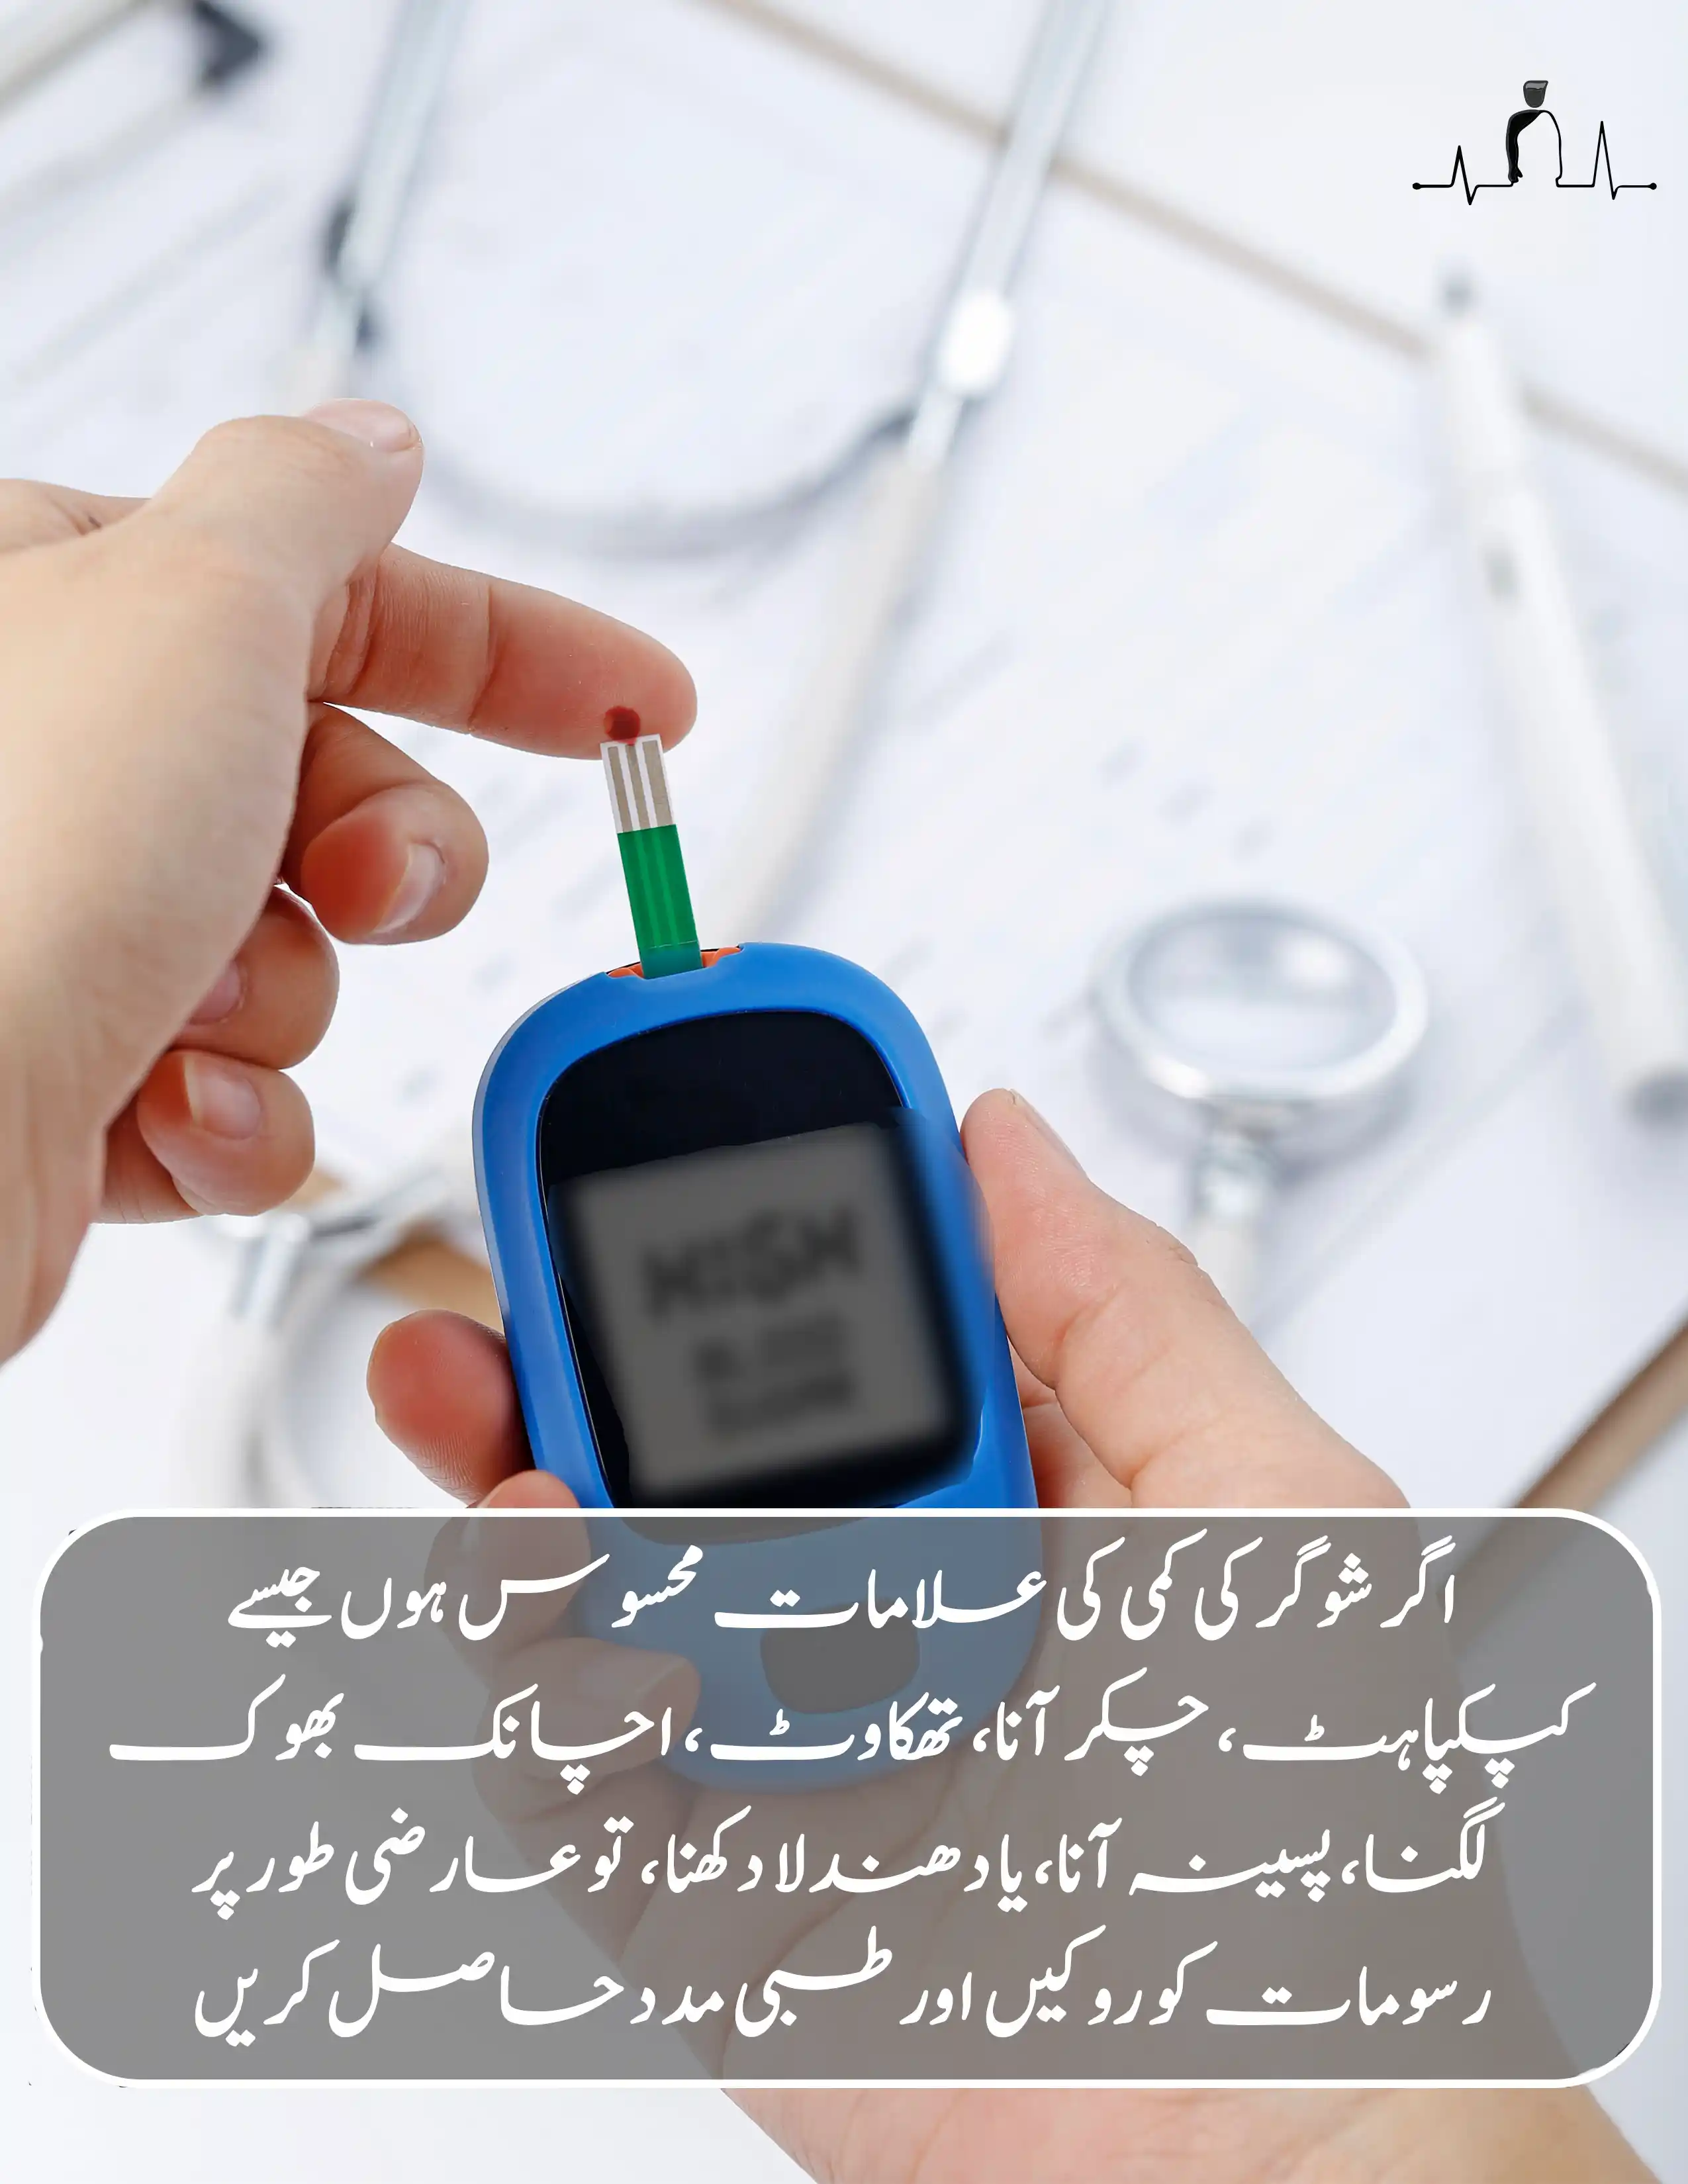 اگر شوگر کی کمی کی علامات محسوس ہوں جیسے
کپکپاہٹ، چکر آنا، تھکاوٹ، اچانک بھوک
لگنا، پسینہ آنا، یا دھندلا دکھنا، تو عارضی طور پر
رسومات کو روکیں اور طبی مدد حاصل کریں